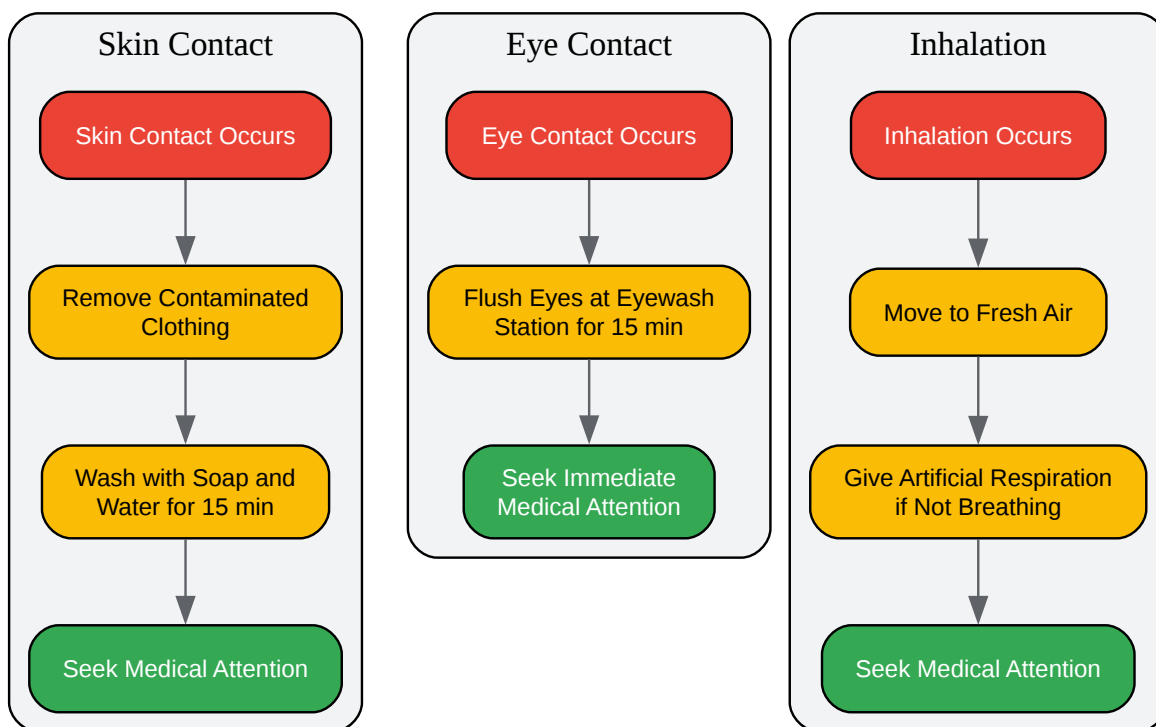 Skin Contact
Skin Contact Occurs
Remove Contaminated
Clothing
Wash with Soap and
Water for 15 min
Seek Medical Attention
Eye Contact
Eye Contact Occurs
Flush Eyes at Eyewash
Station for 15 min
Seek Immediate
Medical Attention
Inhalation
Inhalation Occurs
Move to Fresh Air
Give Artificial Respiration
if Not Breathing
Seek Medical Attention